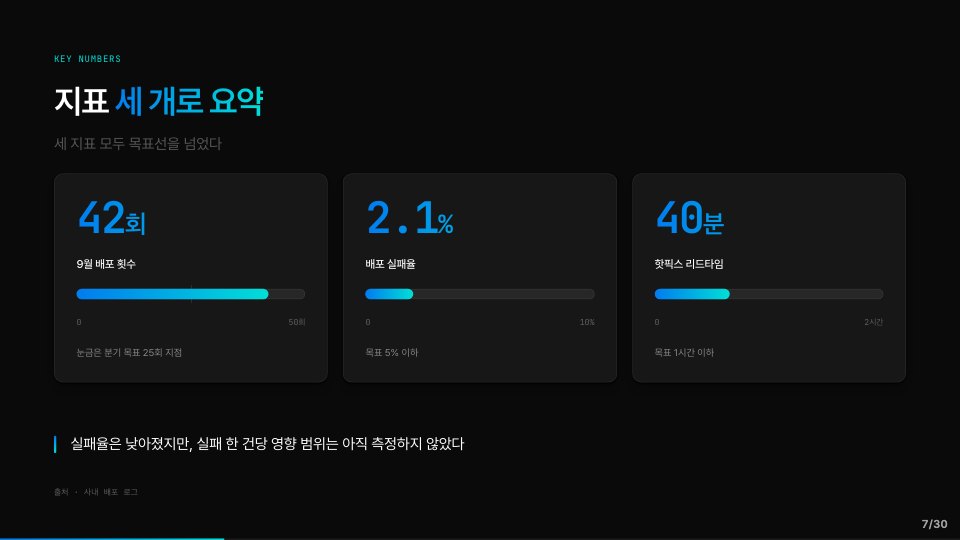 KEY NUMBERS
지표 세 개로 요약
세 지표 모두 목표선을 넘었다
42회
9월 배포 횟수
0 50회
눈금은 분기 목표 25회 지점
2.1%
배포 실패율
0 10%
목표 5% 이하
40분
핫픽스 리드타임
0 2시간
목표 1시간 이하
실패율은 낮아졌지만, 실패 한 건당 영향 범위는 아직 측정하지 않았다
출처 · 사내 배포 로그
7/30